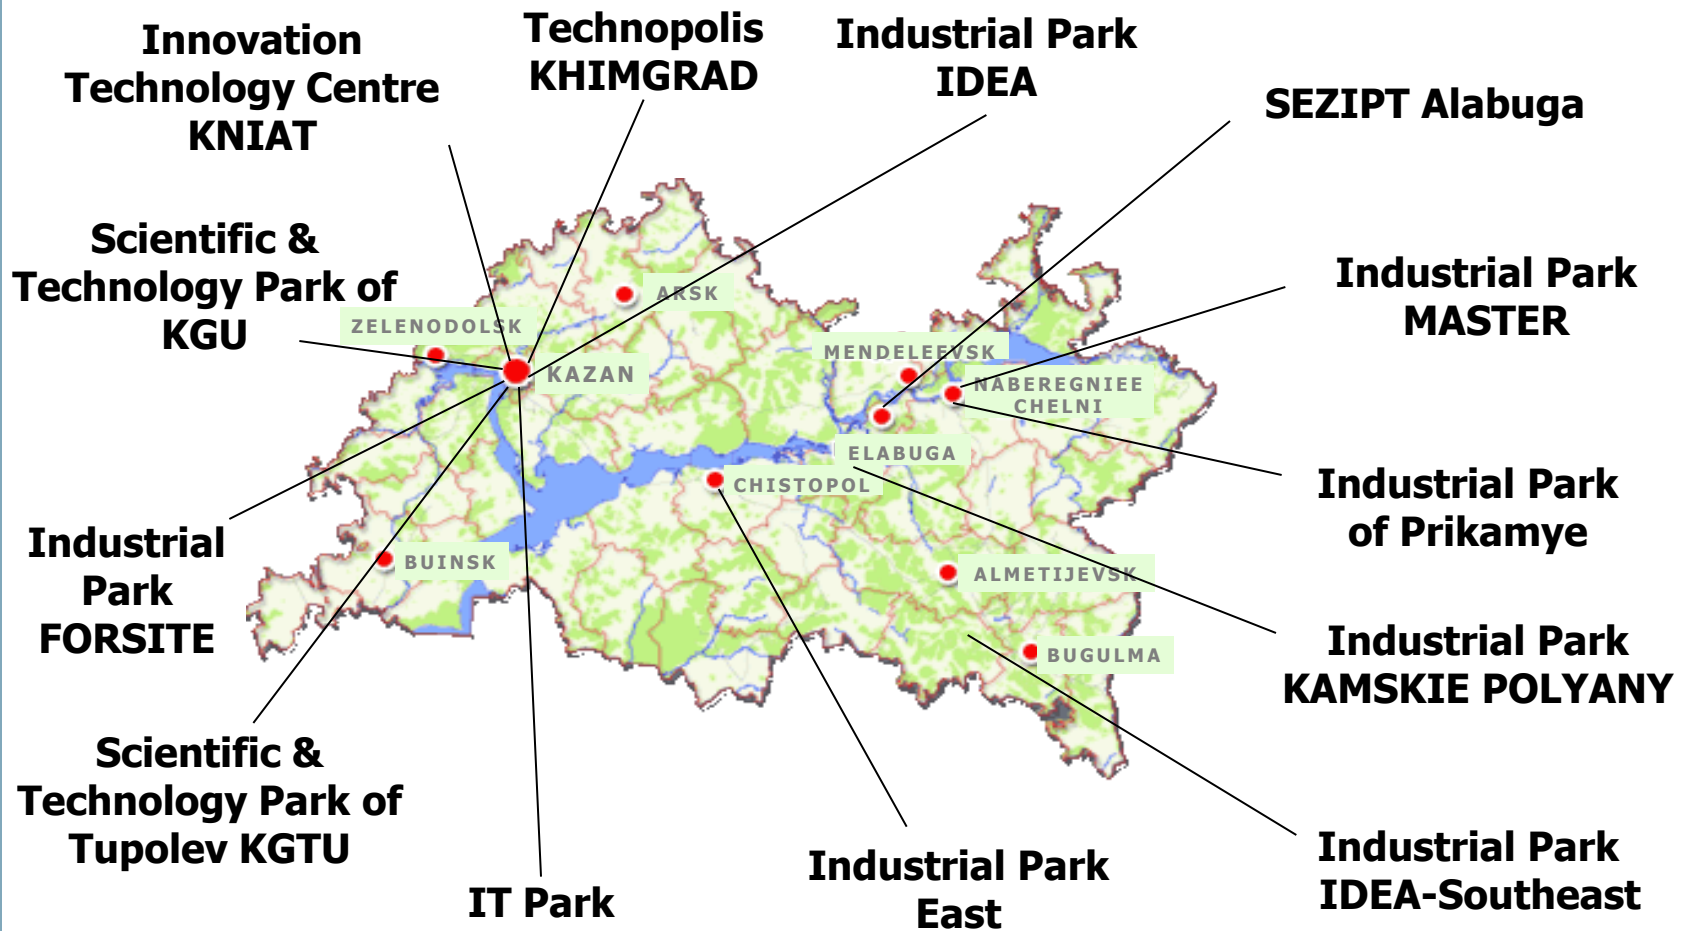 Innovation
Technology Centre
KNIAT
Technopolis
KHIMGRAD
Industrial Park
IDEA
SEZIPT Alabuga
Scientific &
Technology Park of
KGU
Industrial Park
MASTER
ARSK
ZELENODOLSK
KAZAN
MENDELEEVSK
NABEREGNIEE
CHELNI
ELABUGA
CHISTOPOL
Industrial Park
of Prikamye
Industrial
Park
FORSITE
BUINSK
ALMETIJEVSK
BUGULMA
Industrial Park
KAMSKIE POLYANY
Scientific &
Technology Park of
Tupolev KGTU
IT Park
Industrial Park
East
Industrial Park
IDEA-Southeast